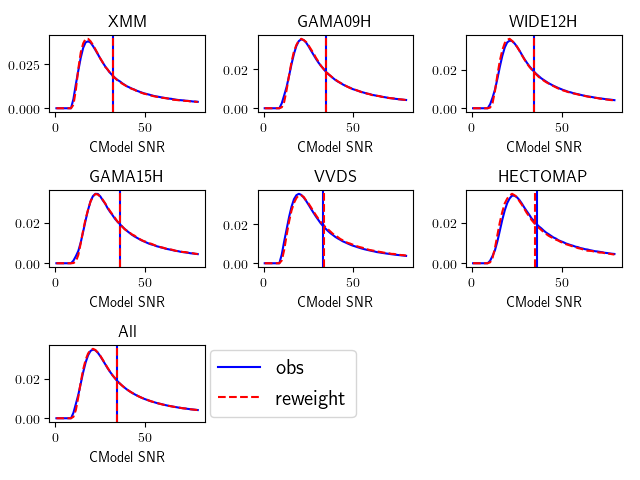 XMM
GAMA09H
WIDE12H
0.025
0.000
0
50
CModel SNR
0.02
0.00
0
50
CModel SNR
0.02
0.00
0
50
CModel SNR
GAMA15H
VVDS
HECTOMAP
0.02
0.00
0
50
CModel SNR
0.02
0.00
0
50
CModel SNR
0.02
0.00
0
50
CModel SNR
All
0.02
0.00
0
50
CModel SNR
obs
reweight